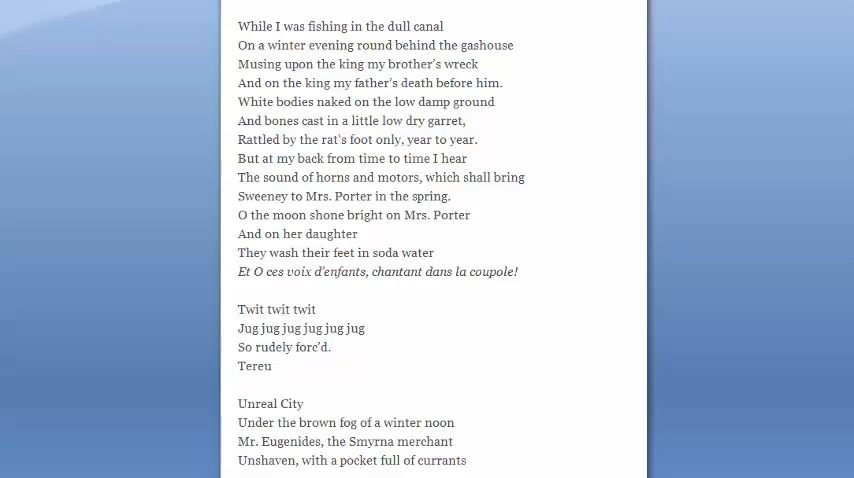 While I was fishing in the dull canal
On a winter evening round behind the gashouse
Musing upon the king my brother's wreck
And on the king my father's death before him.
White bodies naked on the low damp ground
And bones cast in a little low dry garret,
Rattled by the rat's foot only, year to year.
But at my back from time to time I hear
The sound of horns and motors, which shall bring
Sweeney to Mrs. Porter in the spring.
O the moon shone bright on Mrs. Porter
And on her daughter
They wash their feet in soda water
Et O ces voix d'enfants, chantant dans la coupole!
Twit twit twit
Jug jug jug jug jug jug
So rudely forc'd.
Tereu
Unreal City
Under the brown fog of a winter noon
Mr. Eugenides, the Smyrna merchant
Unshaven, with a pocket full of currants